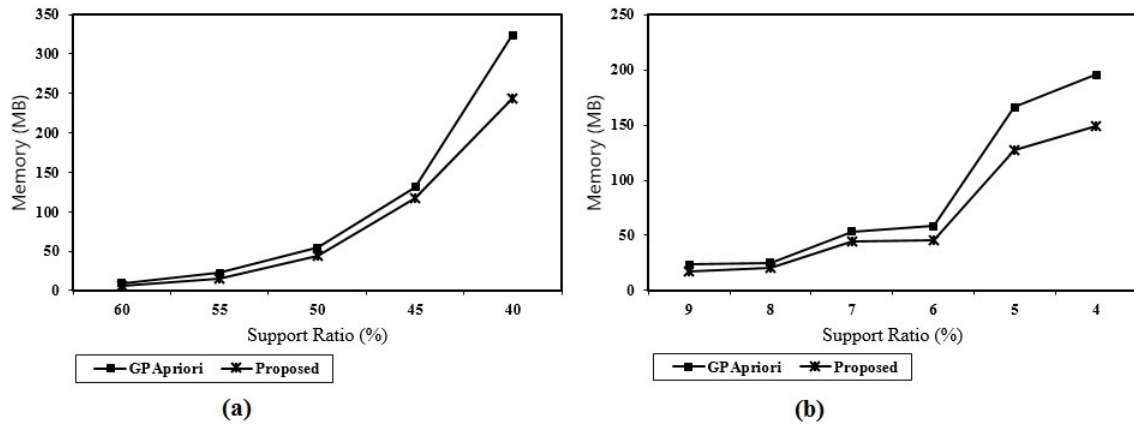 350
300
250
200
150
100
50
0
Memory (MB)
60 55 50 45 40
Support Ratio (%)
GPApriori Proposed
(a)
250
200
150
100
50
0
Memory (MB)
9 8 7 6 5 4
Support Ratio (%)
GPApriori Proposed
(b)